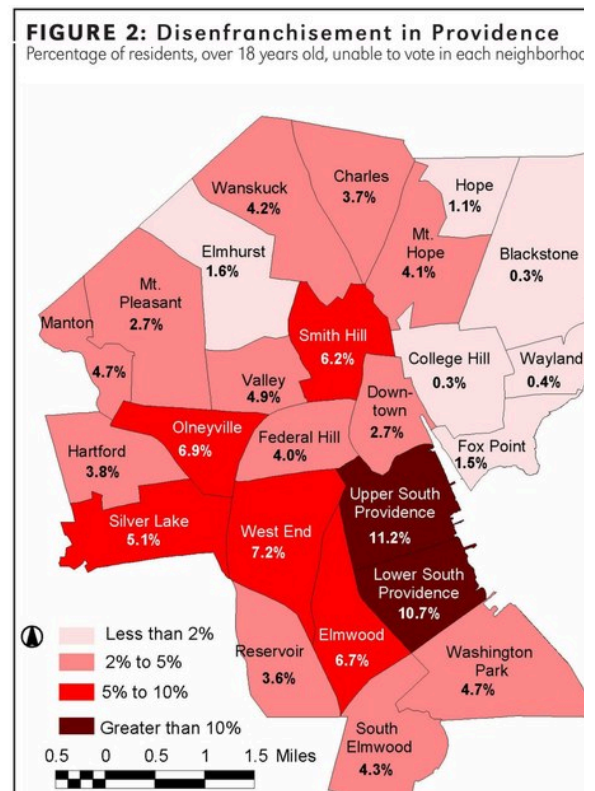 FIGURE 2: Disenfranchisement in Providence
Percentage of residents, over 18 years old, unable to vote in each neighborhoo
Charles
3.7%
Wanskuck
4.2%
Hope
1.1%
Mt.
Hope
4.1%
Blackstone
0.3%
Elmhurst
1.6%
Mt.
Pleasant
2.7%
Manton
4.7%
Smith Hill
6.2%
College Hill
0.3%
Wayland
0.4%
Valley
4.9%
Down-
town
2.7%
Olneyville
6.9%
Federal Hill
4.0%
Fox Point
1.5%
Hartford
3.8%
Upper South
Providence
11.2%
Silver Lake
5.1%
West End
7.2%
Lower South
Providence
10.7%
Elmwood
6.7%
Reservoir
3.6%
Washington
Park
4.7%
South
Elmwood
4.3%
Less than 2%
2% to 5%
5% to 10%
Greater than 10%
0.5 0 0.5 1 1.5 Miles